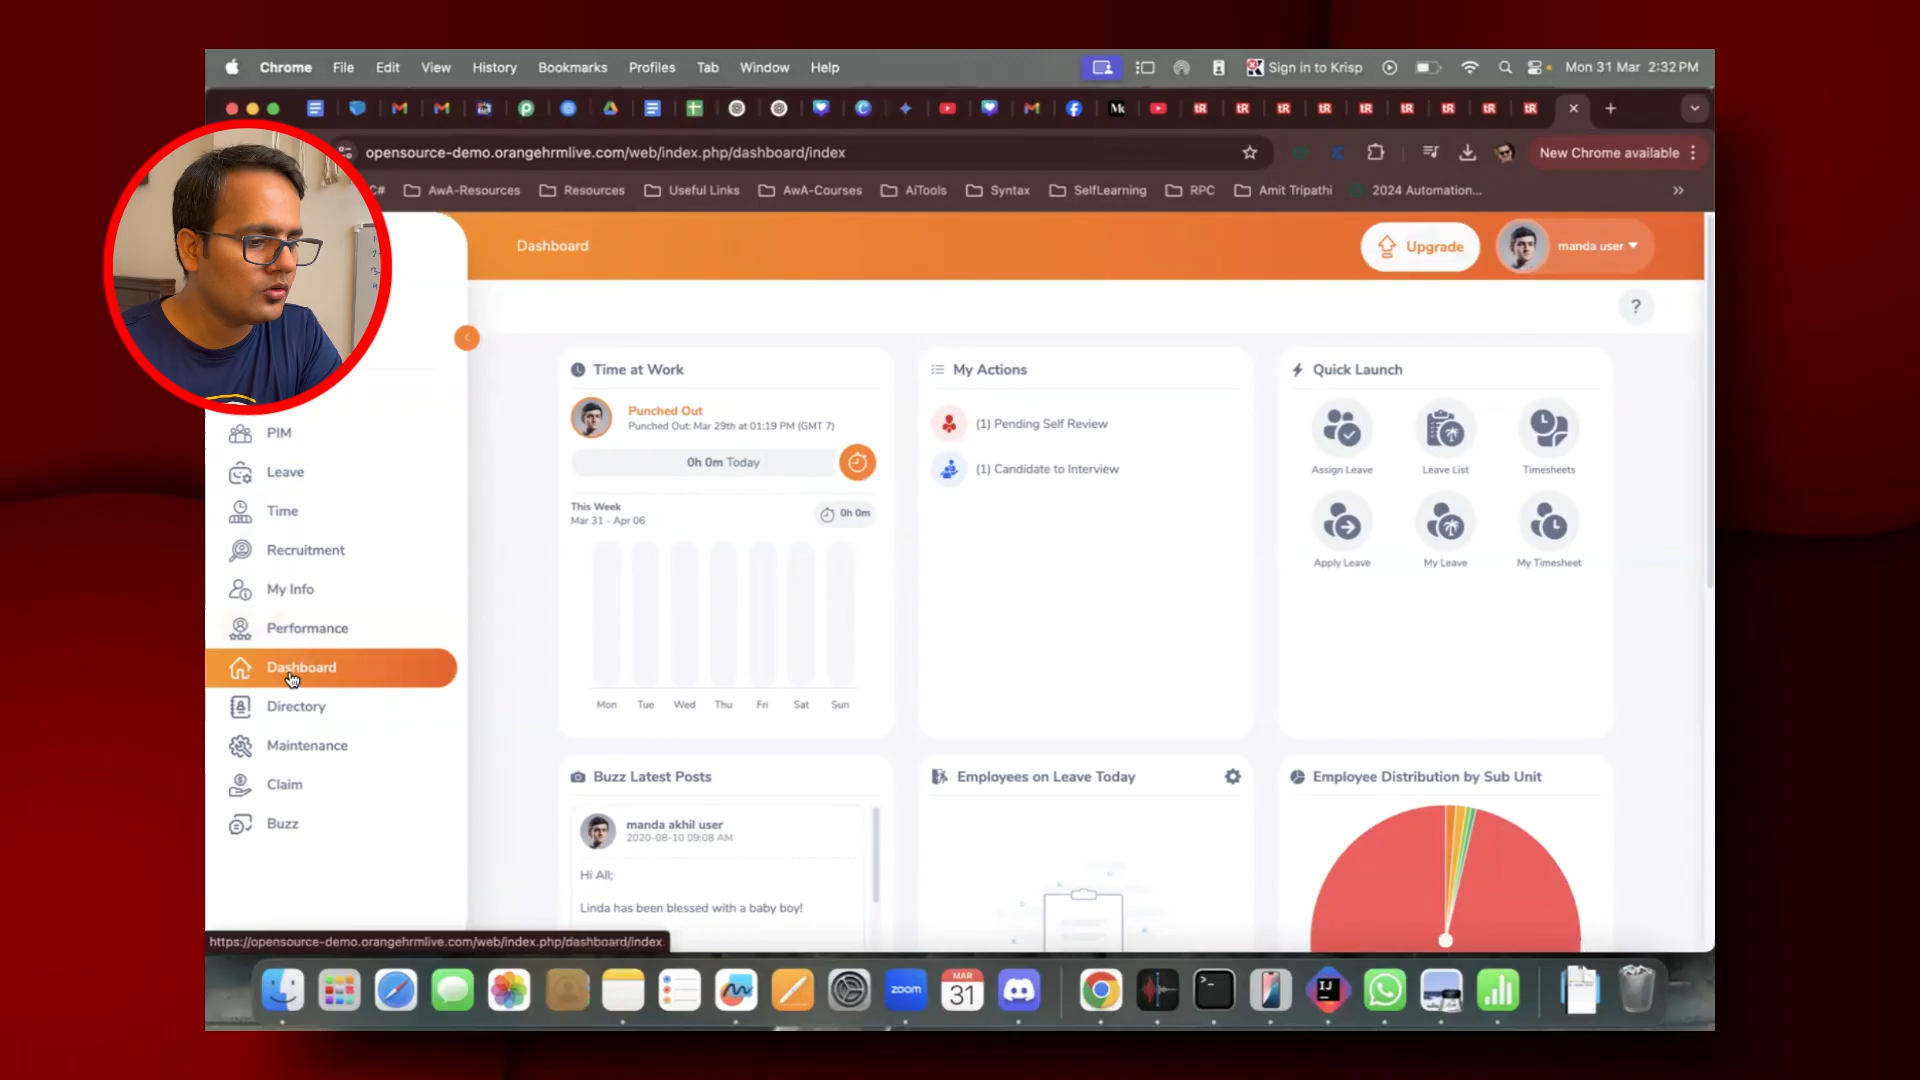 Chrome File Edit View History Bookmarks Profiles Tab Window Help
Sign in to Krisp
Mon 31 Mar 2:32 PM
opensource-demo.orangehrmlive.com/web/index.php/dashboard/index
New Chrome available
C# AwA-Resources Resources Useful Links AwA-Courses AiTools Syntax SelfLearning RPC Amit Tripathi 2024 Automation...
Dashboard
Upgrade
manda user
?
PIM
Leave
Time
Recruitment
My Info
Performance
Dashboard
Directory
Maintenance
Claim
Buzz
Time at Work
Punched Out
Punched Out: Mar 29th at 01:19 PM (GMT 7)
0h 0m Today
This Week
Mar 31 - Apr 06
0h 0m
Mon Tue Wed Thu Fri Sat Sun
My Actions
(1) Pending Self Review
(1) Candidate to Interview
Quick Launch
Assign Leave Leave List Timesheets
Apply Leave My Leave My Timesheet
Buzz Latest Posts
manda akhil user
2020-08-10 09:08 AM
Hi All;
Linda has been blessed with a baby boy!
Employees on Leave Today
Employee Distribution by Sub Unit
https://opensource-demo.orangehrmlive.com/web/index.php/dashboard/index
zoom
MAR
31
IJ